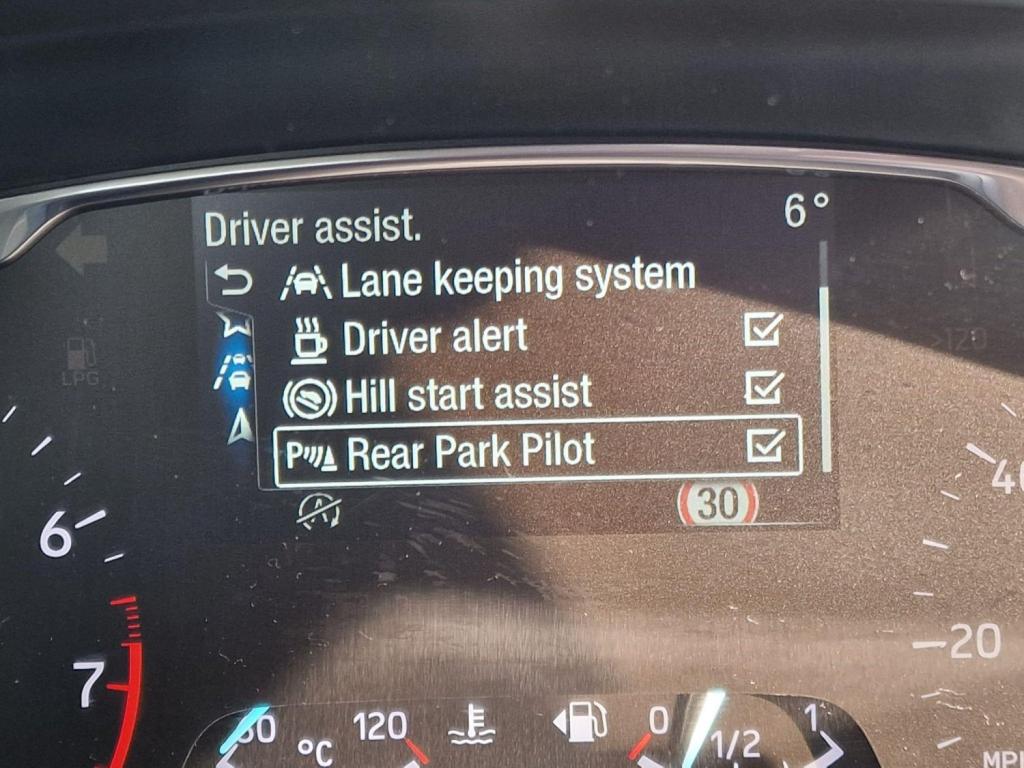 Driver assist.
6°
Lane keeping system
Driver alert
Hill start assist
P Rear Park Pilot
30
LPG
>120
6
7
40
20
120
°C
0
1/2
1